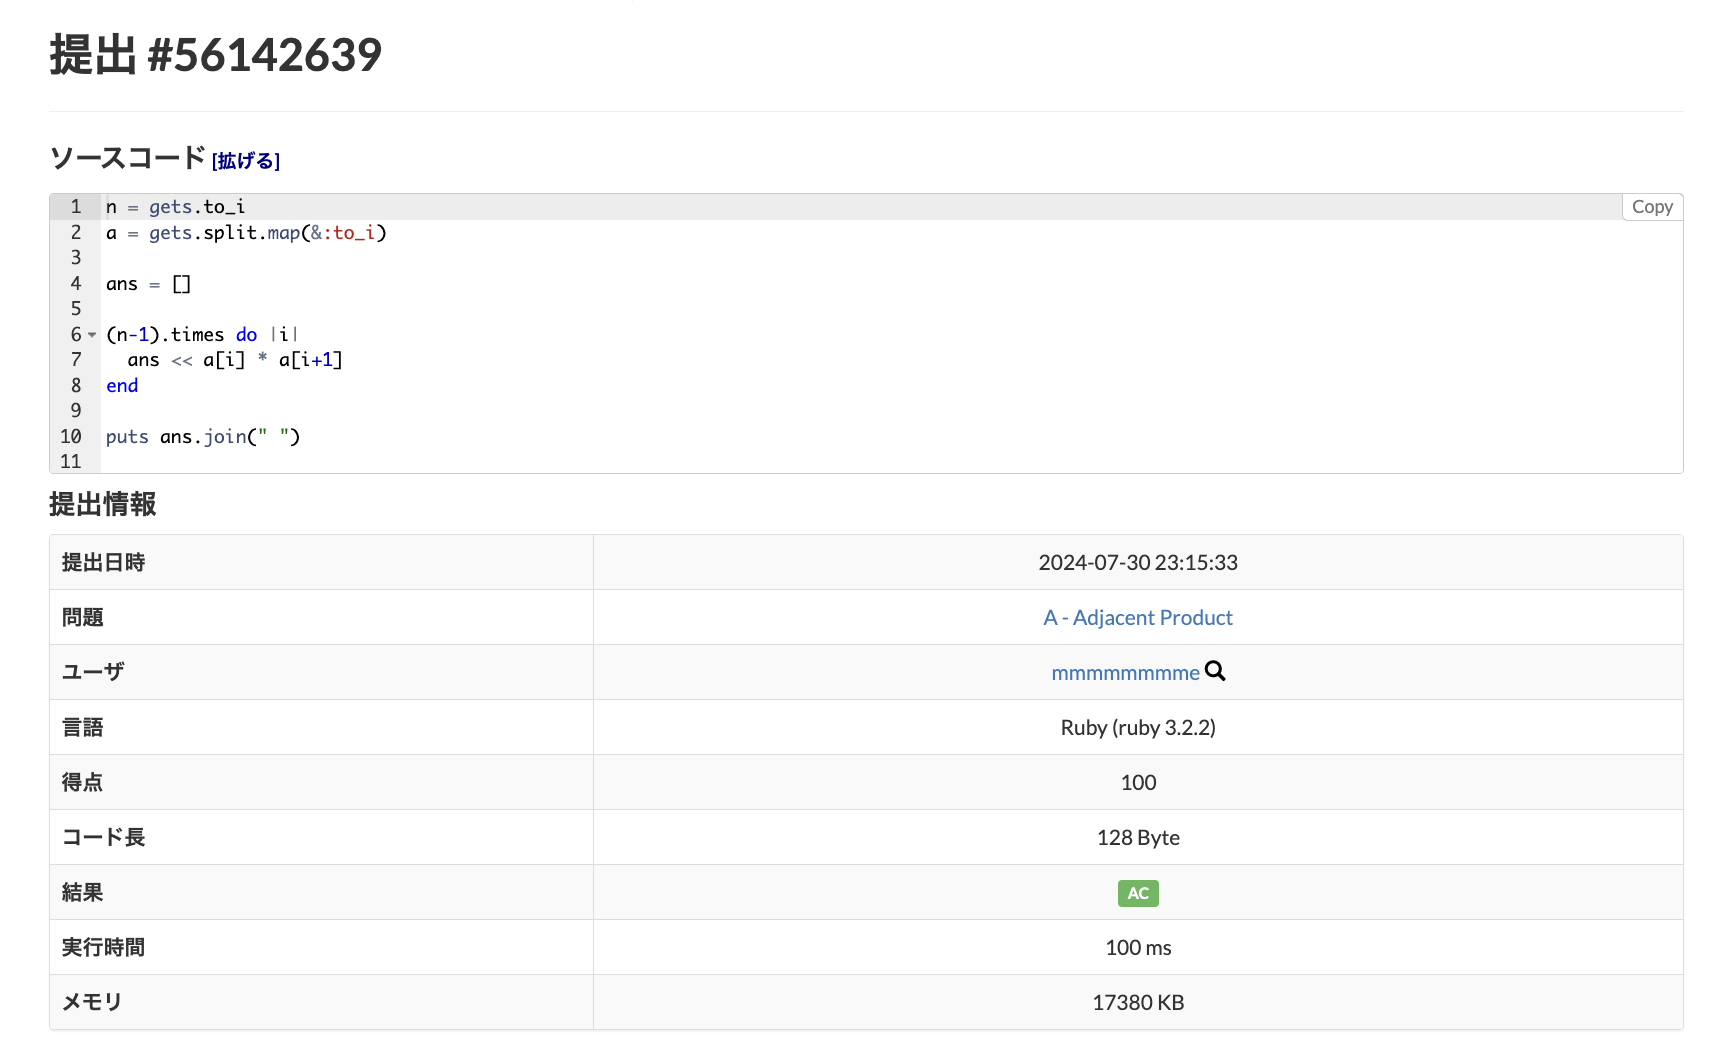 提出 #56142639
ソースコード [拡げる]
Copy
1 n = gets.to_i
2 a = gets.split.map(&:to_i)
3
4 ans = []
5
6 (n-1).times do |i|
7   ans << a[i] * a[i+1]
8 end
9
10 puts ans.join(" ")
11
提出情報
提出日時 2024-07-30 23:15:33
問題 A - Adjacent Product
ユーザ mmmmmmmme
言語 Ruby (ruby 3.2.2)
得点 100
コード長 128 Byte
結果 AC
実行時間 100 ms
メモリ 17380 KB